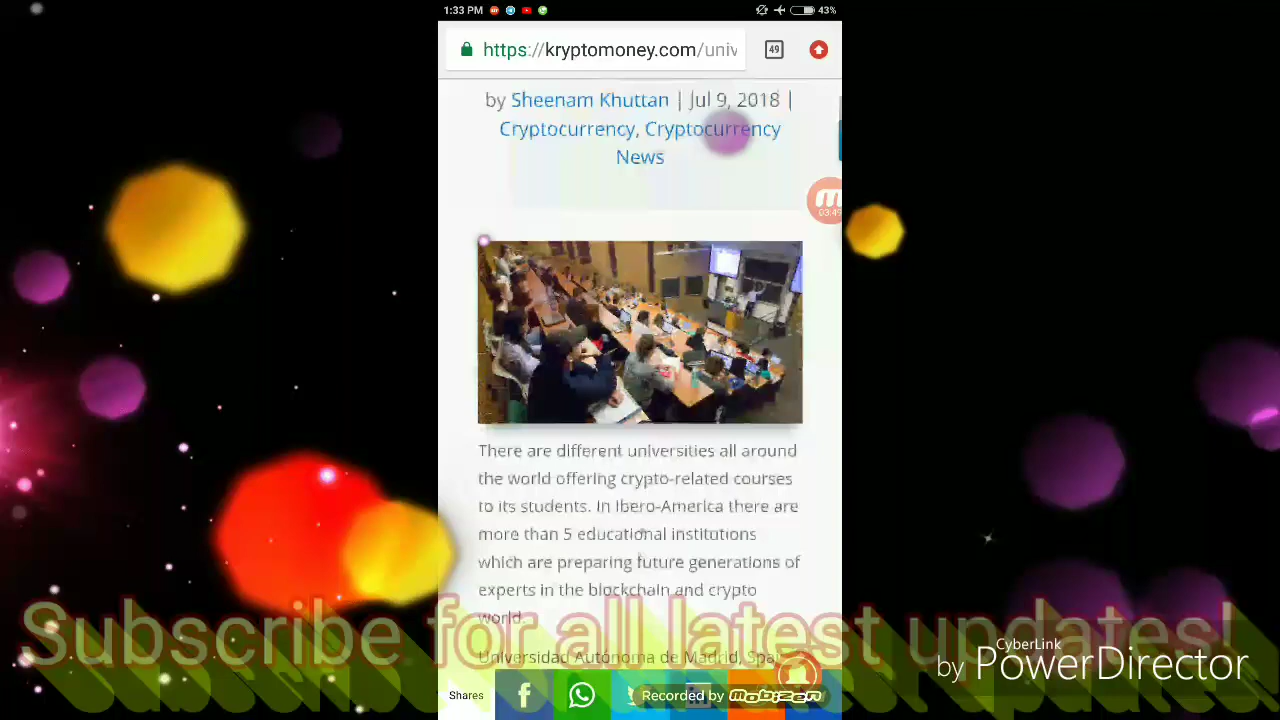 1:33 PM
43%
https://kryptomoney.com/univ
49
by Sheenam Khuttan | Jul 9, 2018 |
Cryptocurrency, Cryptocurrency
News
03:49
There are different universities all around
the world offering crypto-related courses
to its students. In Ibero-America there are
more than 5 educational institutions
which are preparing future generations of
experts in the blockchain and crypto
world.
Subscribe for all latest updates!
Universidad Autónoma de Madrid, Spai
CyberLink
by PowerDirector
Shares
Recorded by mobizen